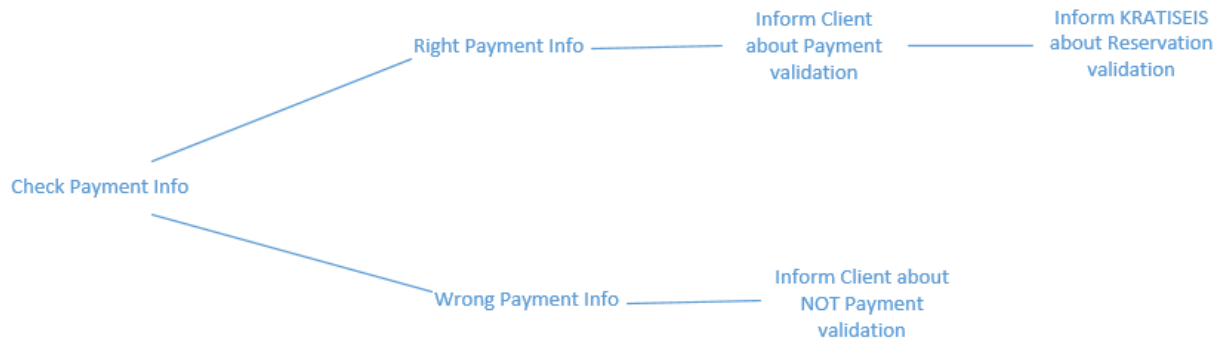 Right Payment Info
Inform Client
about Payment
validation
Inform KRATISEIS
about Reservation
validation
Check Payment Info
Wrong Payment Info
Inform Client about
NOT Payment
validation